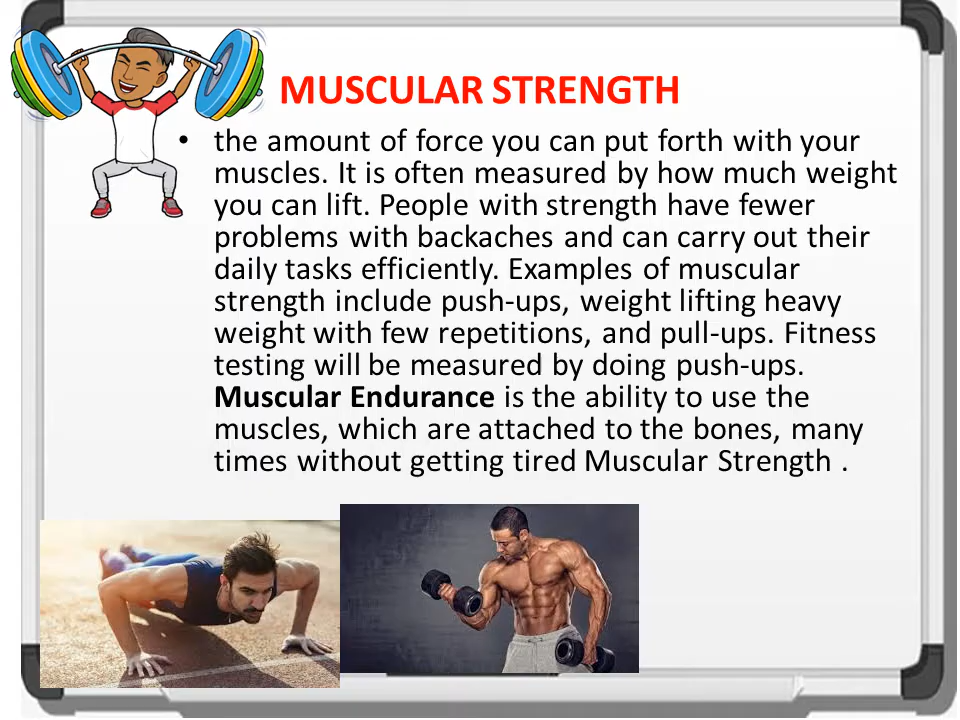 MUSCULAR STRENGTH
• the amount of force you can put forth with your
muscles. It is often measured by how much weight
you can lift. People with strength have fewer
problems with backaches and can carry out their
daily tasks efficiently. Examples of muscular
strength include push-ups, weight lifting heavy
weight with few repetitions, and pull-ups. Fitness
testing will be measured by doing push-ups.
Muscular Endurance is the ability to use the
muscles, which are attached to the bones, many
times without getting tired Muscular Strength .